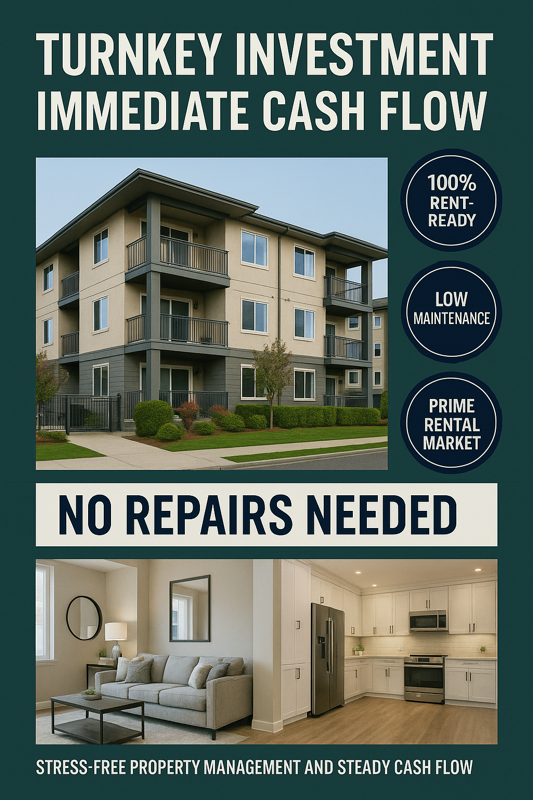 TURNKEY INVESTMENT
IMMEDIATE CASH FLOW
100%
RENT-
READY
LOW
MAINTENANCE
PRIME
RENTAL
MARKET
NO REPAIRS NEEDED
STRESS-FREE PROPERTY MANAGEMENT AND STEADY CASH FLOW